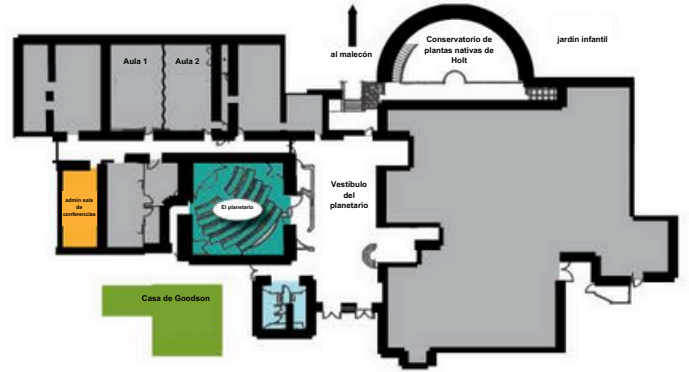 Aula 1
Aula 2
al malecón
Conservatorio de
plantas nativas de
Holt
jardín infantil
admin sala
de
conferencias
El planetario
Vestíbulo
del
planetario
Casa de Goodson